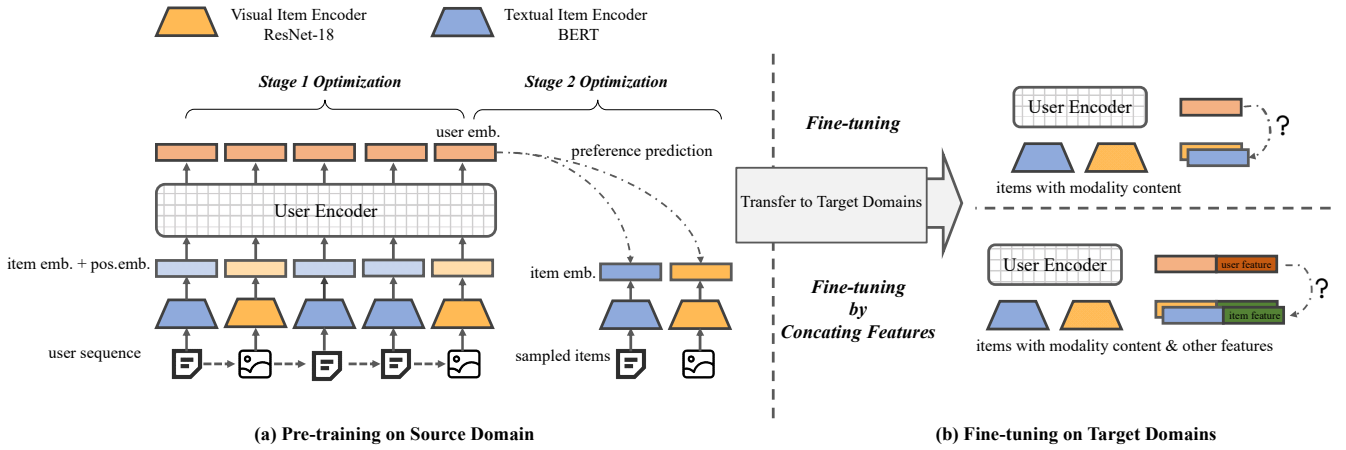 Visual Item Encoder
ResNet-18
Textual Item Encoder
BERT
Stage 1 Optimization
Stage 2 Optimization
user emb.
preference prediction
User Encoder
item emb. + pos.emb.
item emb.
user sequence
sampled items
(a) Pre-training on Source Domain
Fine-tuning
Transfer to Target Domains
Fine-tuning
by
Concating Features
User Encoder
?
items with modality content
User Encoder
user feature
?
item feature
items with modality content & other features
(b) Fine-tuning on Target Domains